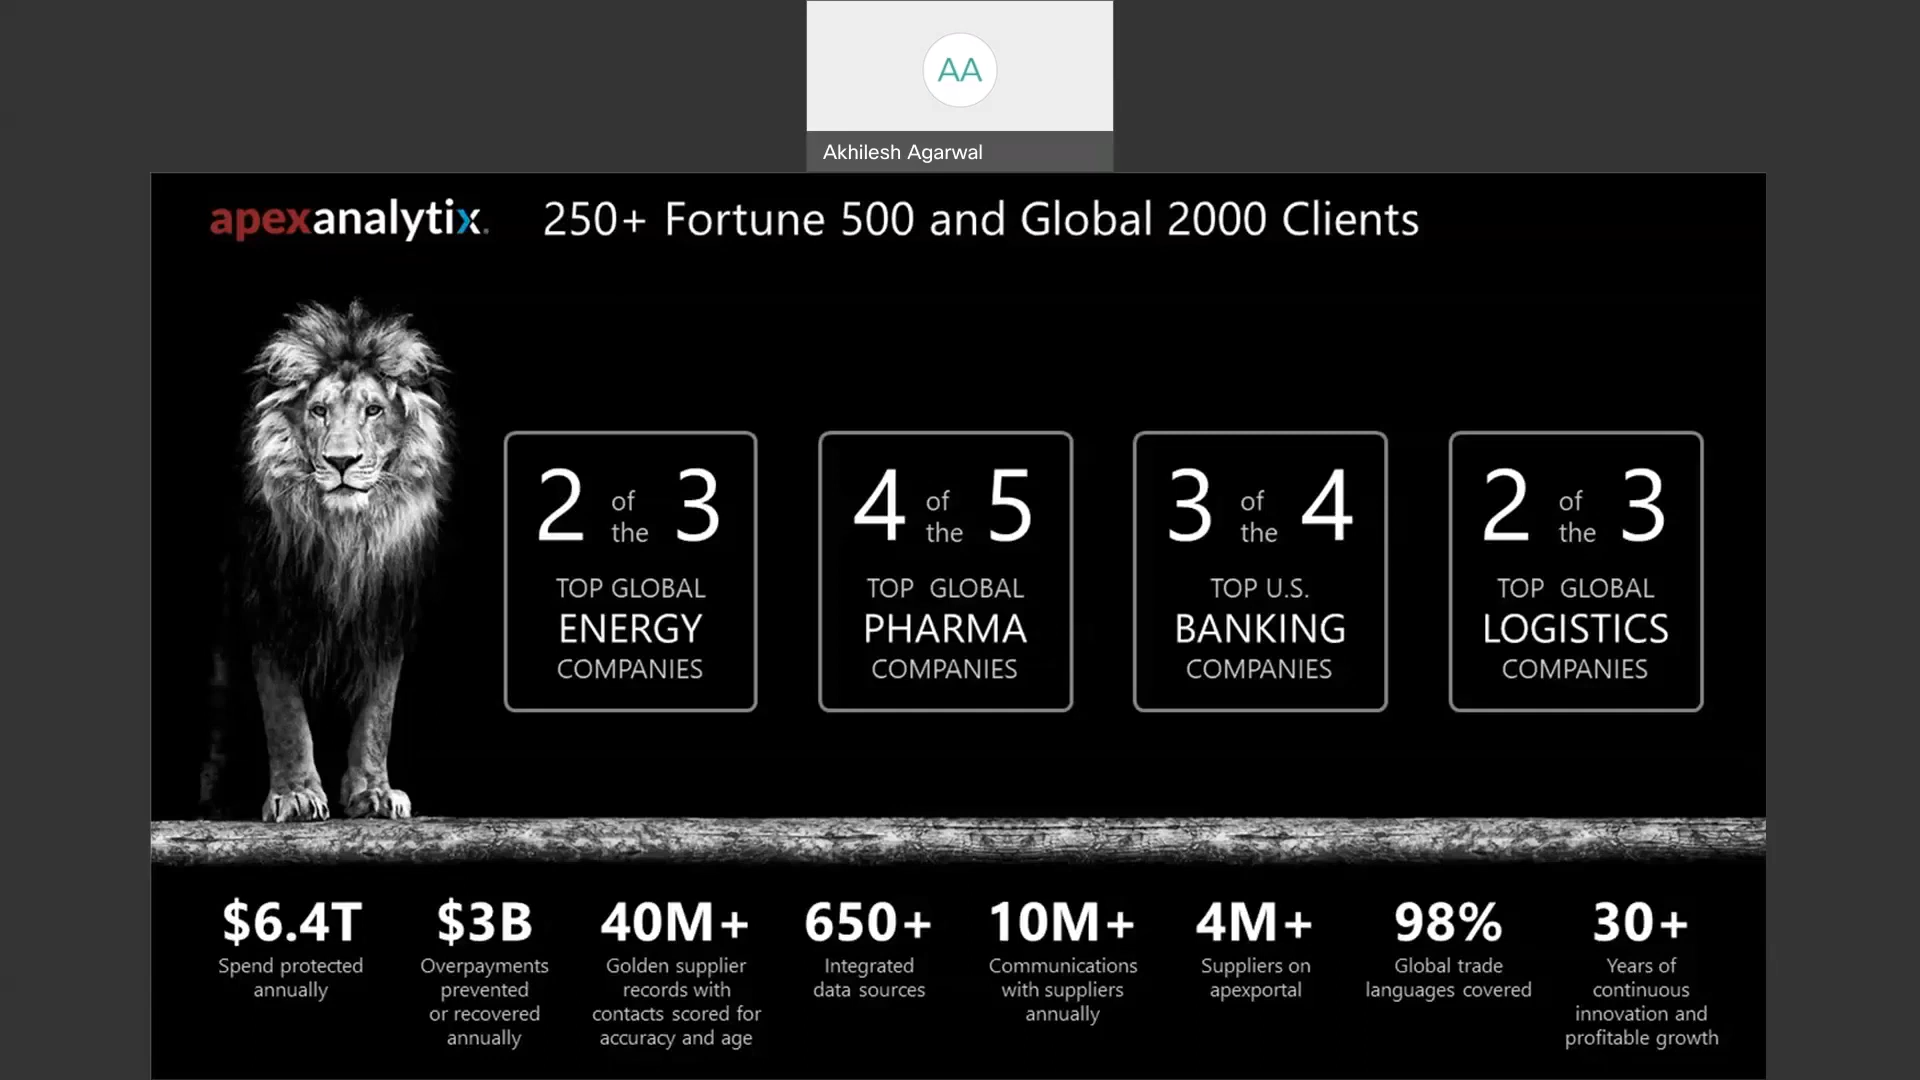 AA
Akhilesh Agarwal
apexanalytix.
250+ Fortune 500 and Global 2000 Clients
2 of the 3
TOP GLOBAL
ENERGY
COMPANIES
4 of the 5
TOP GLOBAL
PHARMA
COMPANIES
3 of the 4
TOP U.S.
BANKING
COMPANIES
2 of the 3
TOP GLOBAL
LOGISTICS
COMPANIES
$6.4T
Spend protected
annually
$3B
Overpayments
prevented
or recovered
annually
40M+
Golden supplier
records with
contacts scored for
accuracy and age
650+
Integrated
data sources
10M+
Communications
with suppliers
annually
4M+
Suppliers on
apexportal
98%
Global trade
languages covered
30+
Years of
continuous
innovation and
profitable growth